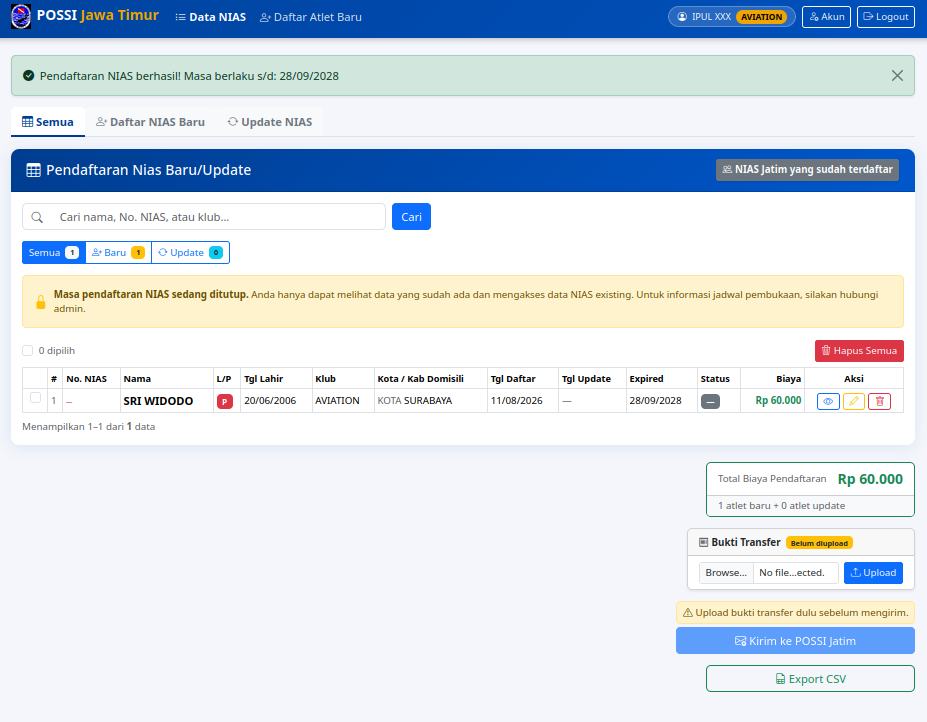 POSSI Jawa Timur
Data NIAS
Daftar Atlet Baru
IPUL XXX AVIATION
Akun
Logout
Pendaftaran NIAS berhasil! Masa berlaku s/d: 28/09/2028
Semua
Daftar NIAS Baru
Update NIAS
Pendaftaran Nias Baru/Update
NIAS Jatim yang sudah terdaftar
Cari nama, No. NIAS, atau klub...
Cari
Semua 1
Baru 1
Update 0
Masa pendaftaran NIAS sedang ditutup. Anda hanya dapat melihat data yang sudah ada dan mengakses data NIAS existing. Untuk informasi jadwal pembukaan, silakan hubungi
admin.
0 dipilih
Hapus Semua
# No. NIAS Nama L/P Tgl Lahir Klub Kota / Kab Domisili Tgl Daftar Tgl Update Expired Status Biaya Aksi
1 — SRI WIDODO P 20/06/2006 AVIATION KOTA SURABAYA 11/08/2026 — 28/09/2028 — Rp 60.000
Menampilkan 1–1 dari 1 data
Total Biaya Pendaftaran Rp 60.000
1 atlet baru + 0 atlet update
Bukti Transfer Belum diupload
Browse... No file...ected. Upload
Upload bukti transfer dulu sebelum mengirim.
Kirim ke POSSI Jatim
Export CSV